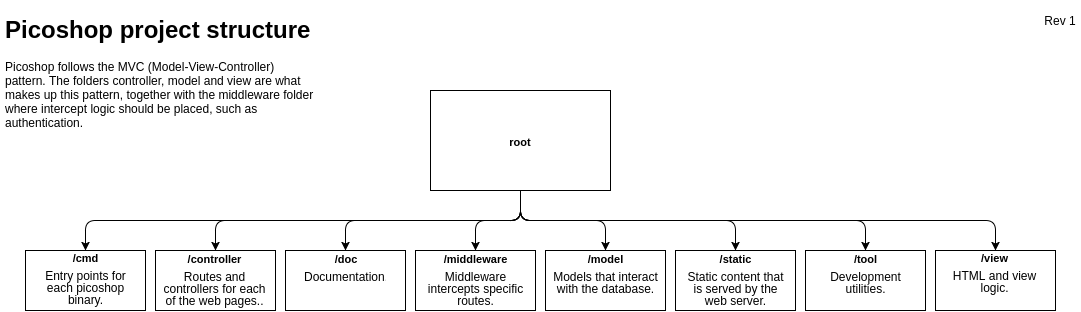 Picoshop project structure
Rev 1
Picoshop follows the MVC (Model-View-Controller)
pattern. The folders controller, model and view are what
makes up this pattern, together with the middleware folder
where intercept logic should be placed, such as
authentication.
root
/cmd
Entry points for
each picoshop
binary.
/controller
Routes and
controllers for each
of the web pages..
/doc
Documentation
/middleware
Middleware
intercepts specific
routes.
/model
Models that interact
with the database.
/static
Static content that
is served by the
web server.
/tool
Development
utilities.
/view
HTML and view
logic.